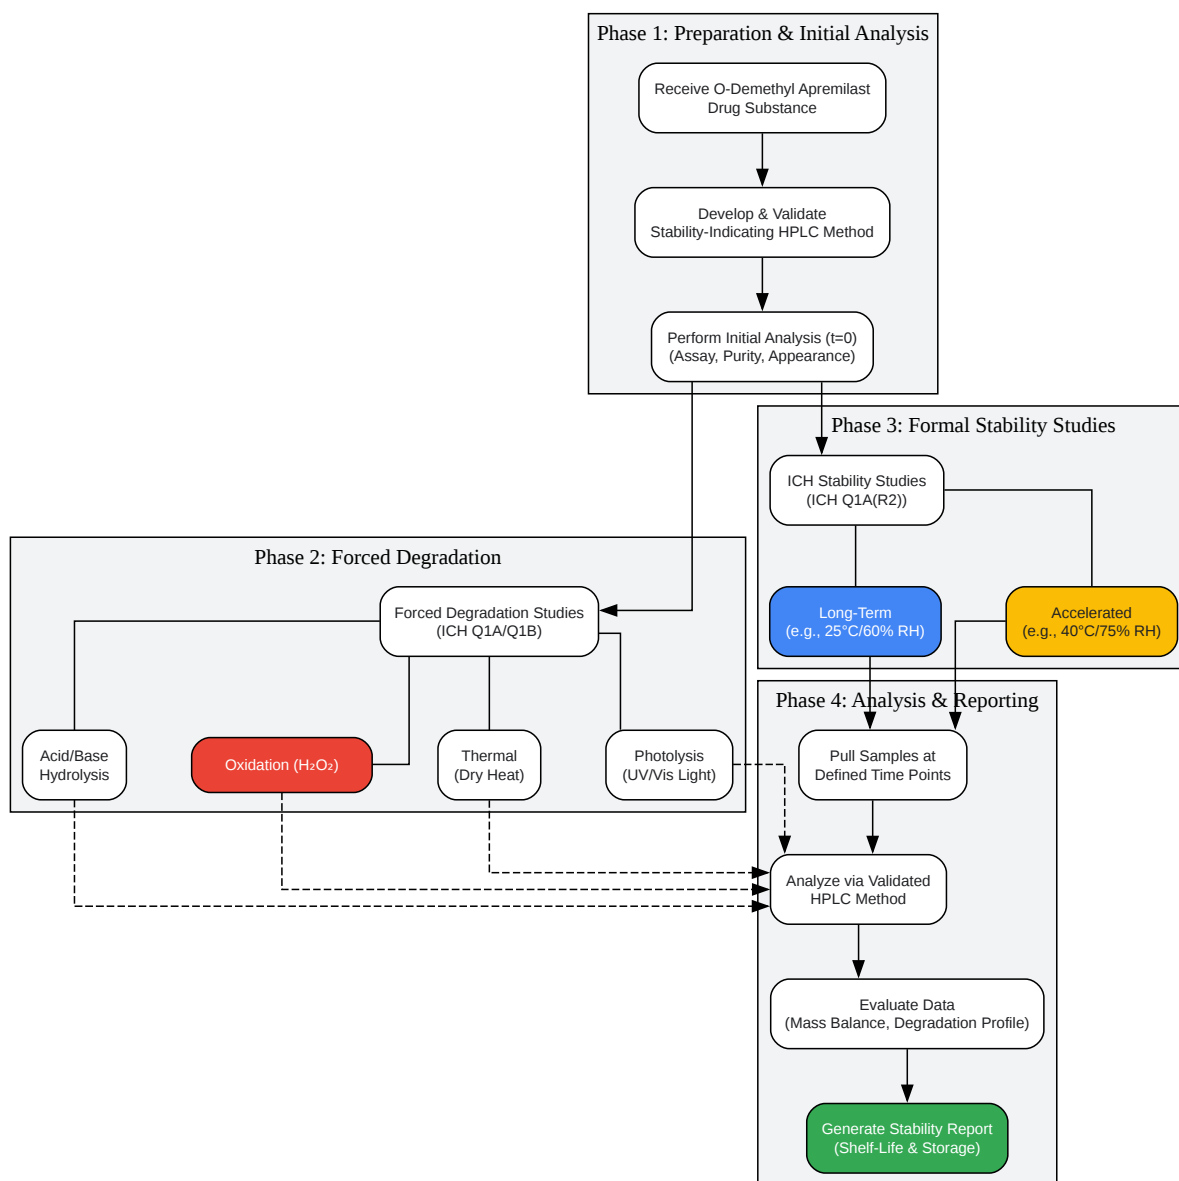 Phase 1: Preparation & Initial Analysis
Receive O-Demethyl Apremilast
Drug Substance
Develop & Validate
Stability-Indicating HPLC Method
Perform Initial Analysis (t=0)
(Assay, Purity, Appearance)
Phase 3: Formal Stability Studies
ICH Stability Studies
(ICH Q1A(R2))
Long-Term
(e.g., 25°C/60% RH)
Accelerated
(e.g., 40°C/75% RH)
Phase 2: Forced Degradation
Forced Degradation Studies
(ICH Q1A/Q1B)
Acid/Base
Hydrolysis
Oxidation (H₂O₂)
Thermal
(Dry Heat)
Photolysis
(UV/Vis Light)
Phase 4: Analysis & Reporting
Pull Samples at
Defined Time Points
Analyze via Validated
HPLC Method
Evaluate Data
(Mass Balance, Degradation Profile)
Generate Stability Report
(Shelf-Life & Storage)